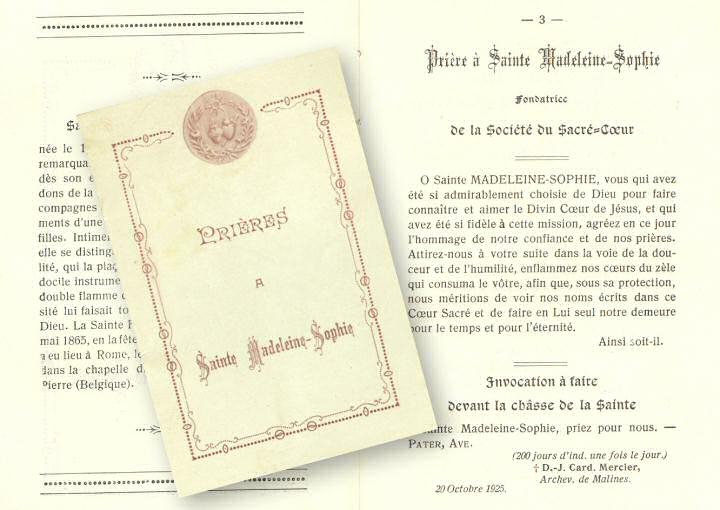 née le 1
remarqua
dès son e
dons de la
compagnes
ments d'une
filles. Intimem
elle se disting
lité, qui la pla
docile instrume
double flamme
sité lui faisait to
Dieu. La Sainte
mai 1865, en la fête
a eu lieu à Rome, le
dans la chapelle d
Pierre (Belgique).
PRIÈRES
A
Sainte Madeleine-Sophie
— 3 —
Prière à Sainte Madeleine-Sophie
Fondatrice
de la Société du Sacré-Cœur
O Sainte MADELEINE-SOPHIE, vous qui avez
été si admirablement choisie de Dieu pour faire
connaître et aimer le Divin Cœur de Jésus, et qui
avez été si fidèle à cette mission, agréez en ce jour
l'hommage de notre confiance et de nos prières.
Attirez-nous à votre suite dans la voie de la dou-
ceur et de l'humilité, enflammez nos cœurs du zèle
qui consuma le vôtre, afin que, sous sa protection,
nous méritions de voir nos noms écrits dans ce
Cœur Sacré et de faire en Lui seul notre demeure
pour le temps et pour l'éternité.
Ainsi soit-il.
Invocation à faire
devant la châsse de la Sainte
Sainte Madeleine-Sophie, priez pour nous. —
PATER, AVE.
(200 jours d'ind. une fois le jour.)
† D.-J. Card. Mercier,
Archev. de Malines.
20 Octobre 1925.